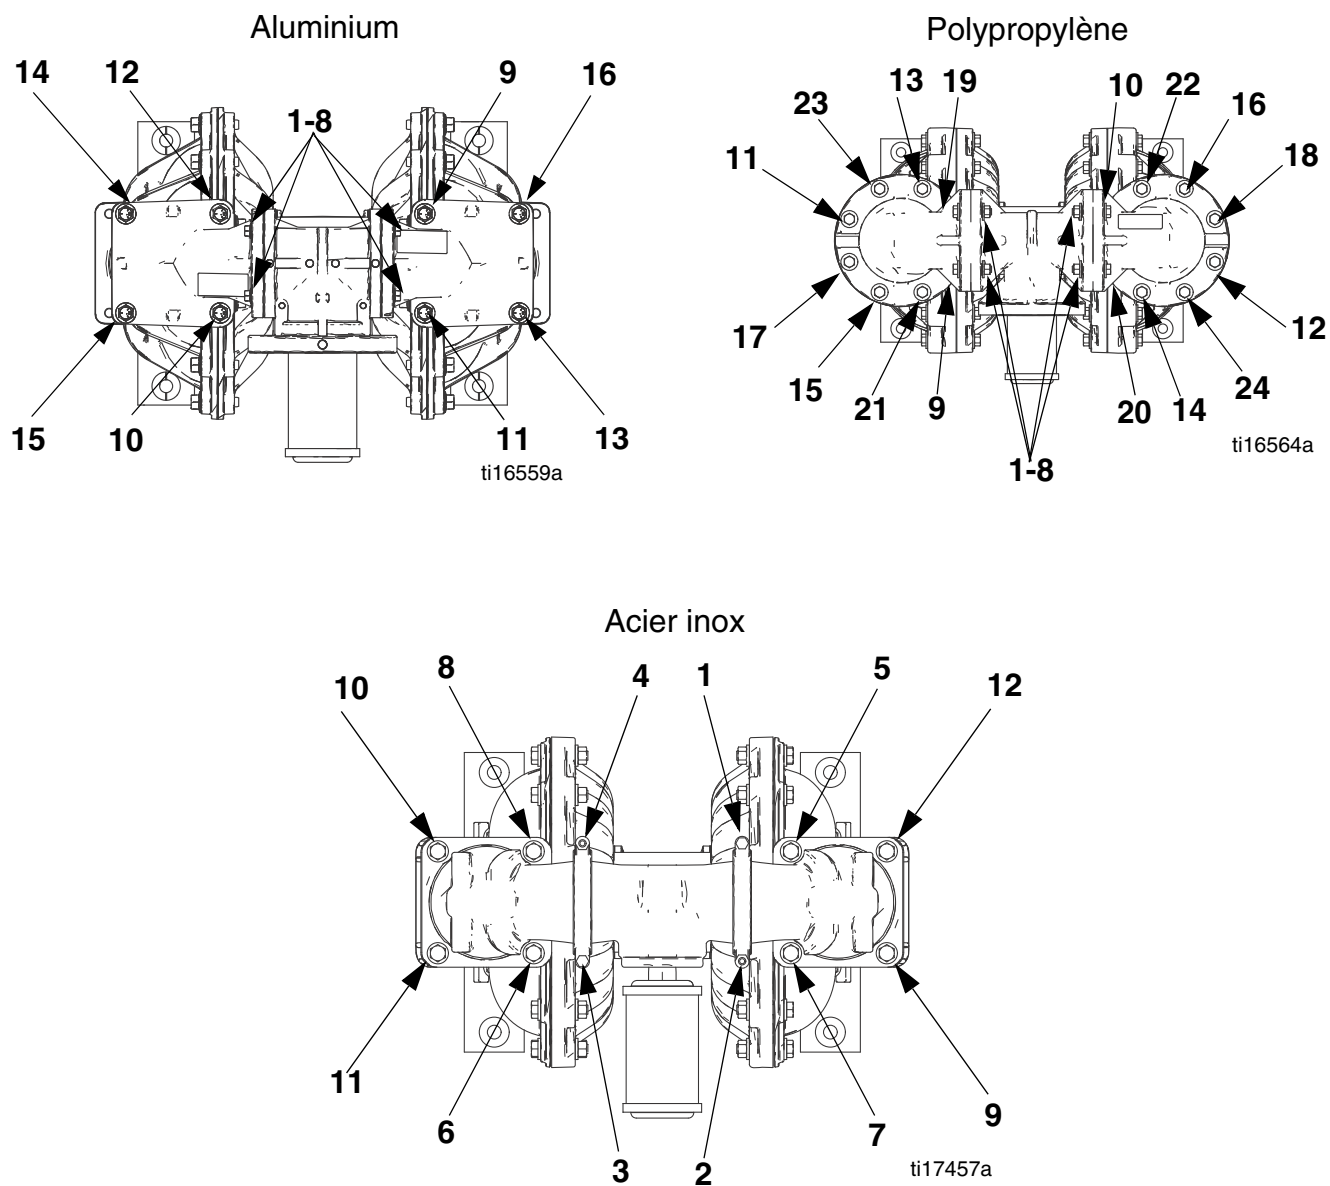 Aluminium
14 12 9 16
1-8
15 10 11 13
ti16559a
Polypropylène
23 13 19 10 22 16
11 18
17 12
15 21 9 20 14 24
1-8
ti16564a
Acier inox
10 8 4 1 5 12
11 6 3 2 7 9
ti17457a